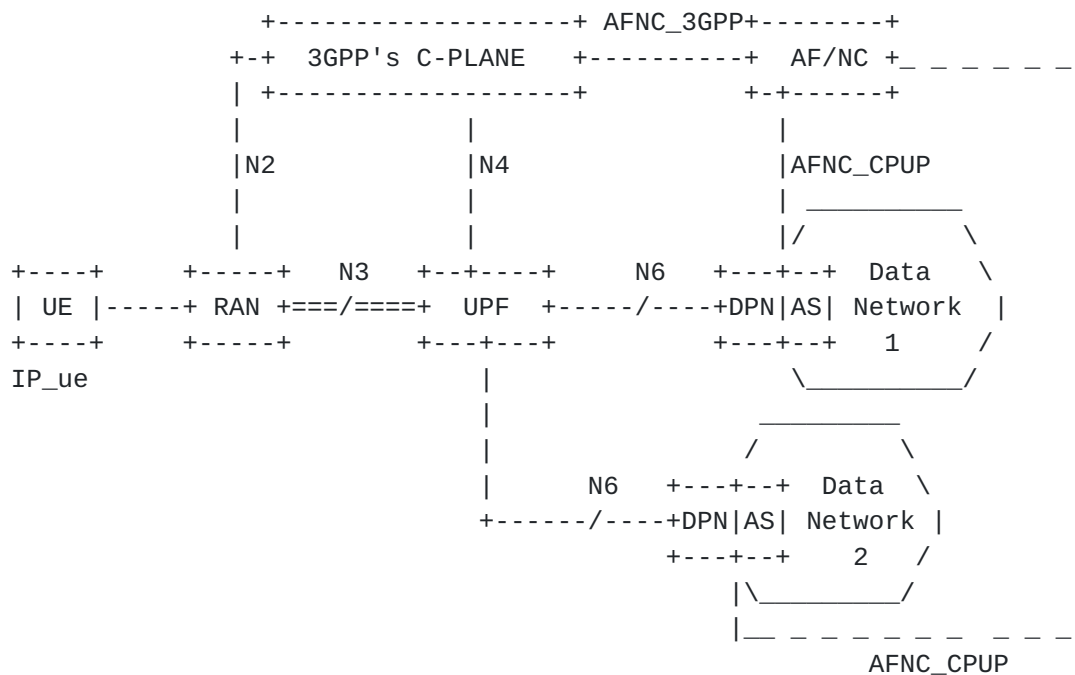 AFNC_3GPP
3GPP's C-PLANE AF/NC
N2 N4 AFNC_CPUP
N3 N6 Data
UE RAN UPF DPN AS Network
1
IP_ue
N6 Data
DPN AS Network
2
AFNC_CPUP